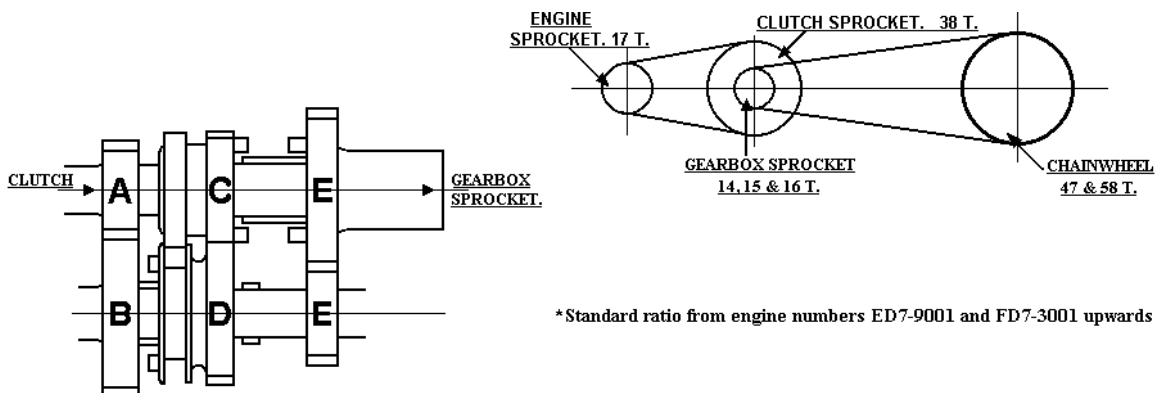 ENGINE
SPROCKET. 17 T.
CLUTCH SPROCKET. 38 T.
GEARBOX SPROCKET
14, 15 & 16 T.
CHAINWHEEL
47 & 58 T.
CLUTCH
A
C
E
GEARBOX
SPROCKET.
B
D
E
*Standard ratio from engine numbers ED7-9001 and FD7-3001 upwards